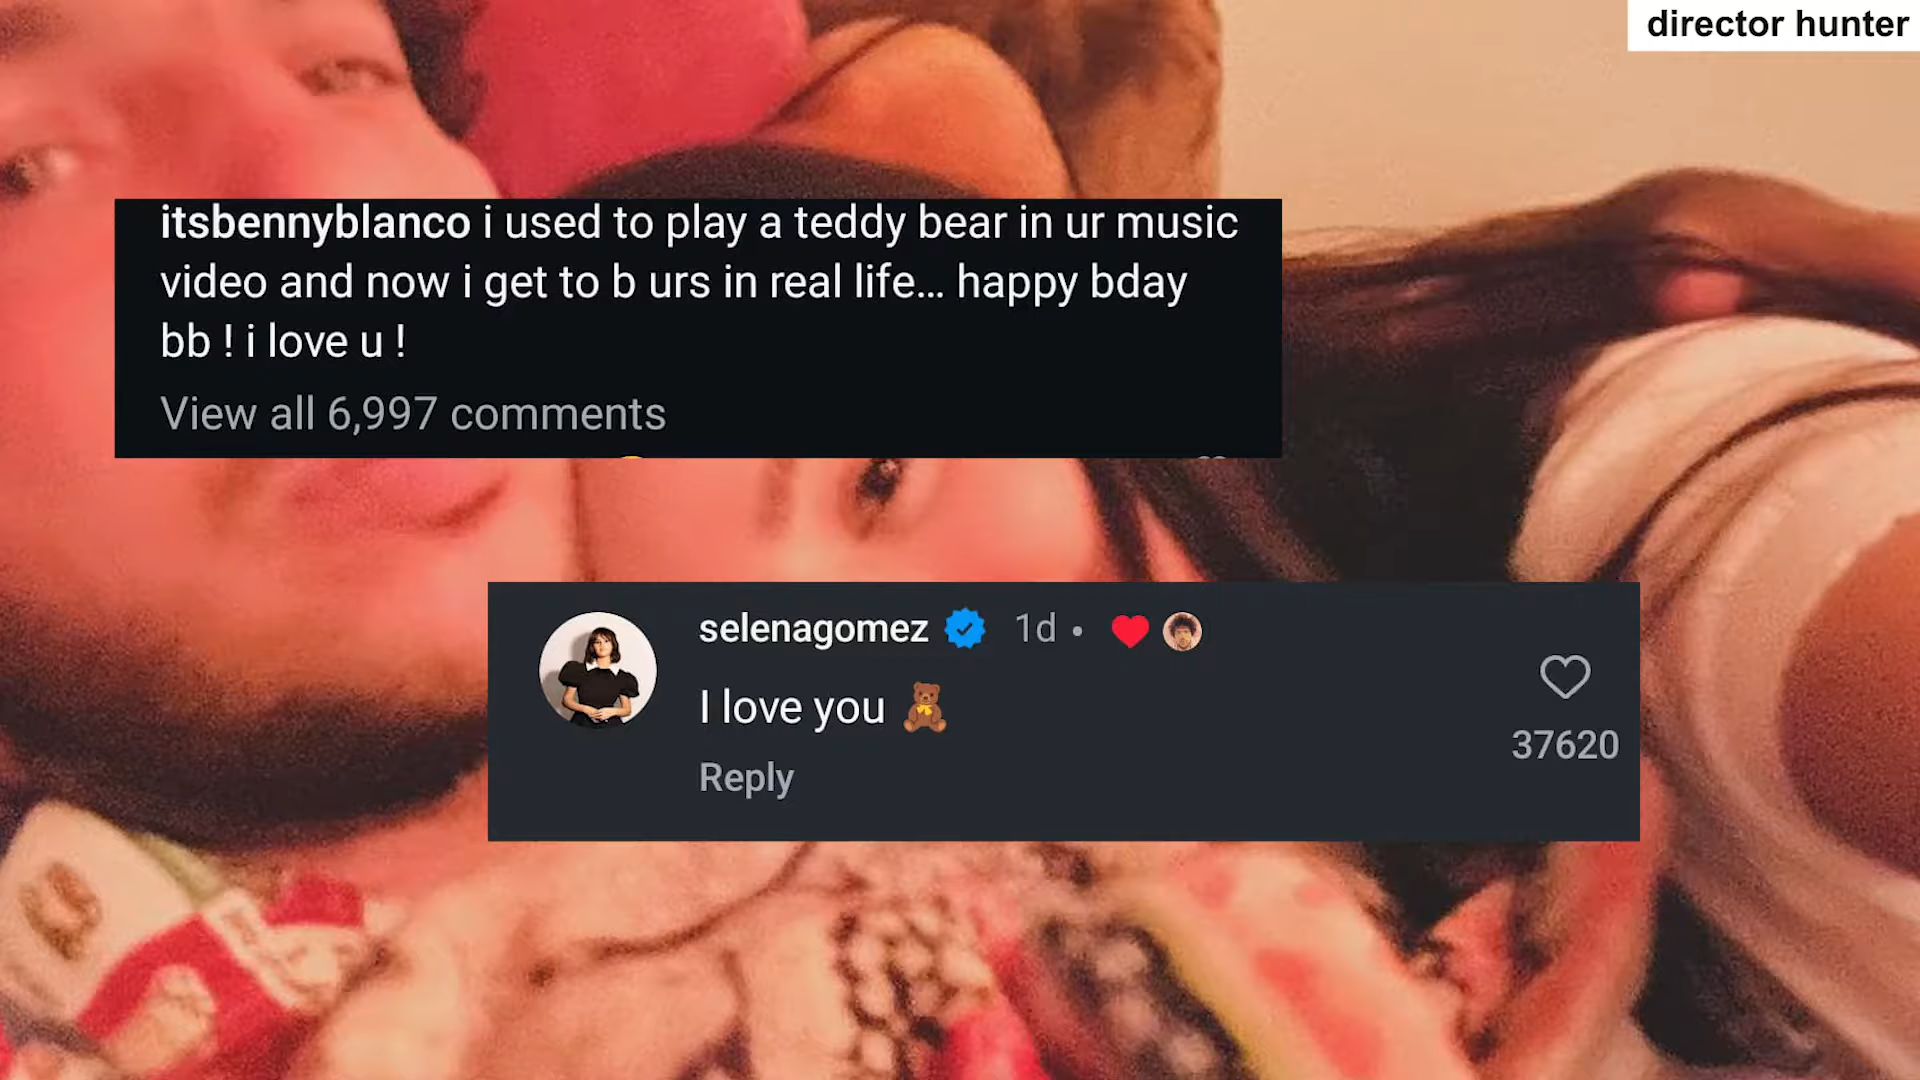 director hunter
itsbennyblanco i used to play a teddy bear in ur music
video and now i get to b urs in real life... happy bday
bb ! i love u !
View all 6,997 comments
selenagomez 1d •
I love you 🧸
37620
Reply